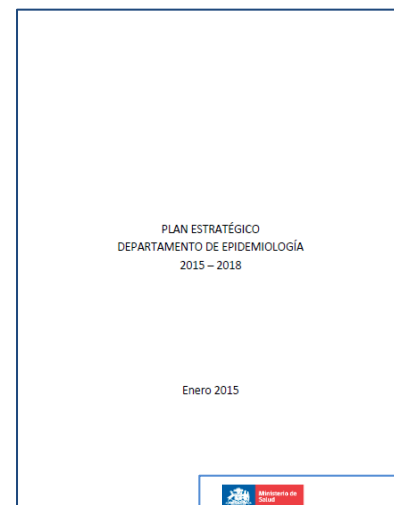 PLAN ESTRATÉGICO
DEPARTAMENTO DE EPIDEMIOLOGÍA
2015 – 2018
Enero 2015
Ministerio de
Salud